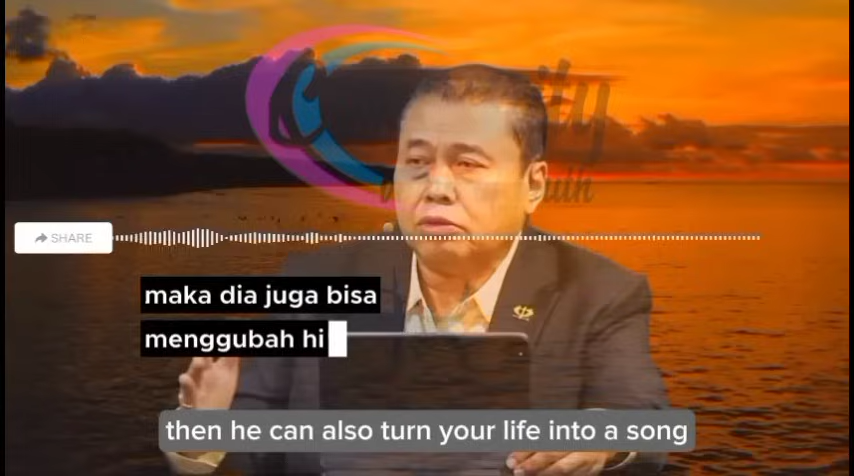 SHARE
maka dia juga bisa
menggubah hi
then he can also turn your life into a song